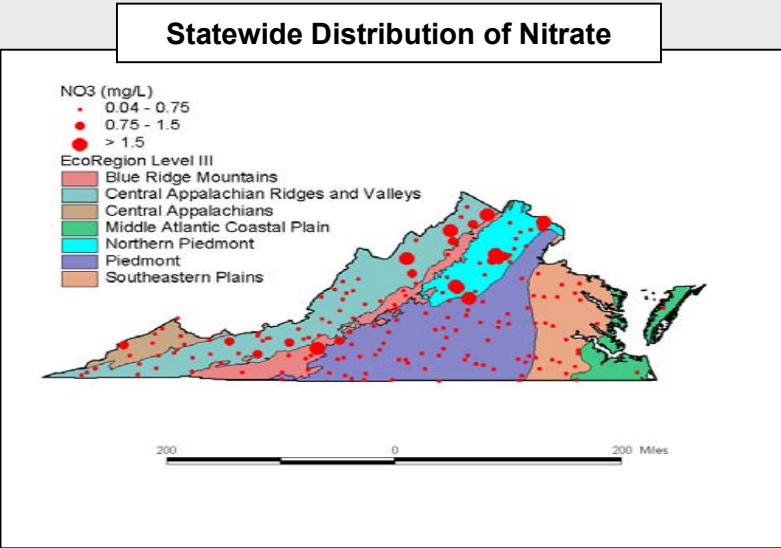 Statewide Distribution of Nitrate
NO3 (mg/L)
0.04 - 0.75
0.75 - 1.5
> 1.5
EcoRegion Level III
Blue Ridge Mountains
Central Appalachian Ridges and Valleys
Central Appalachians
Middle Atlantic Coastal Plain
Northern Piedmont
Piedmont
Southeastern Plains
200 0 200 Miles